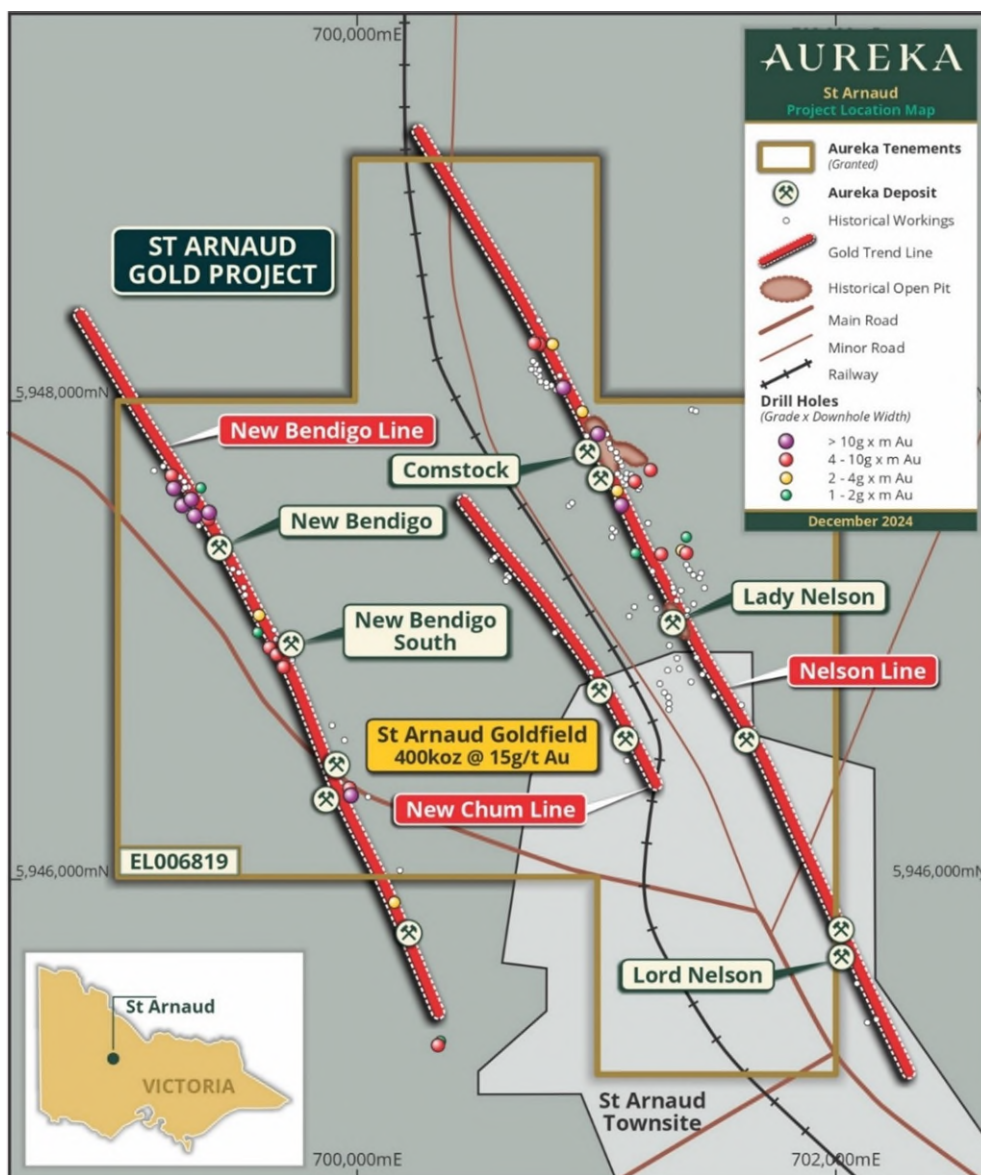 700,000mE
AUREKA
St Arnaud
Project Location Map
Aureka Tenements
(Granted)
Aureka Deposit
Historical Workings
Gold Trend Line
Historical Open Pit
Main Road
Minor Road
Railway
Drill Holes
(Grade x Downhole Width)
> 10g x m Au
4 - 10g x m Au
2 - 4g x m Au
1 - 2g x m Au
December 2024
ST ARNAUD
GOLD PROJECT
5,948,000mN
New Bendigo Line
Comstock
New Bendigo
Lady Nelson
New Bendigo
South
Nelson Line
St Arnaud Goldfield
400koz @ 15g/t Au
New Chum Line
EL006819
5,946,000mN
5,946,000mN
Lord Nelson
St Arnaud
VICTORIA
St Arnaud
Townsite
700,000mE
702,000mE